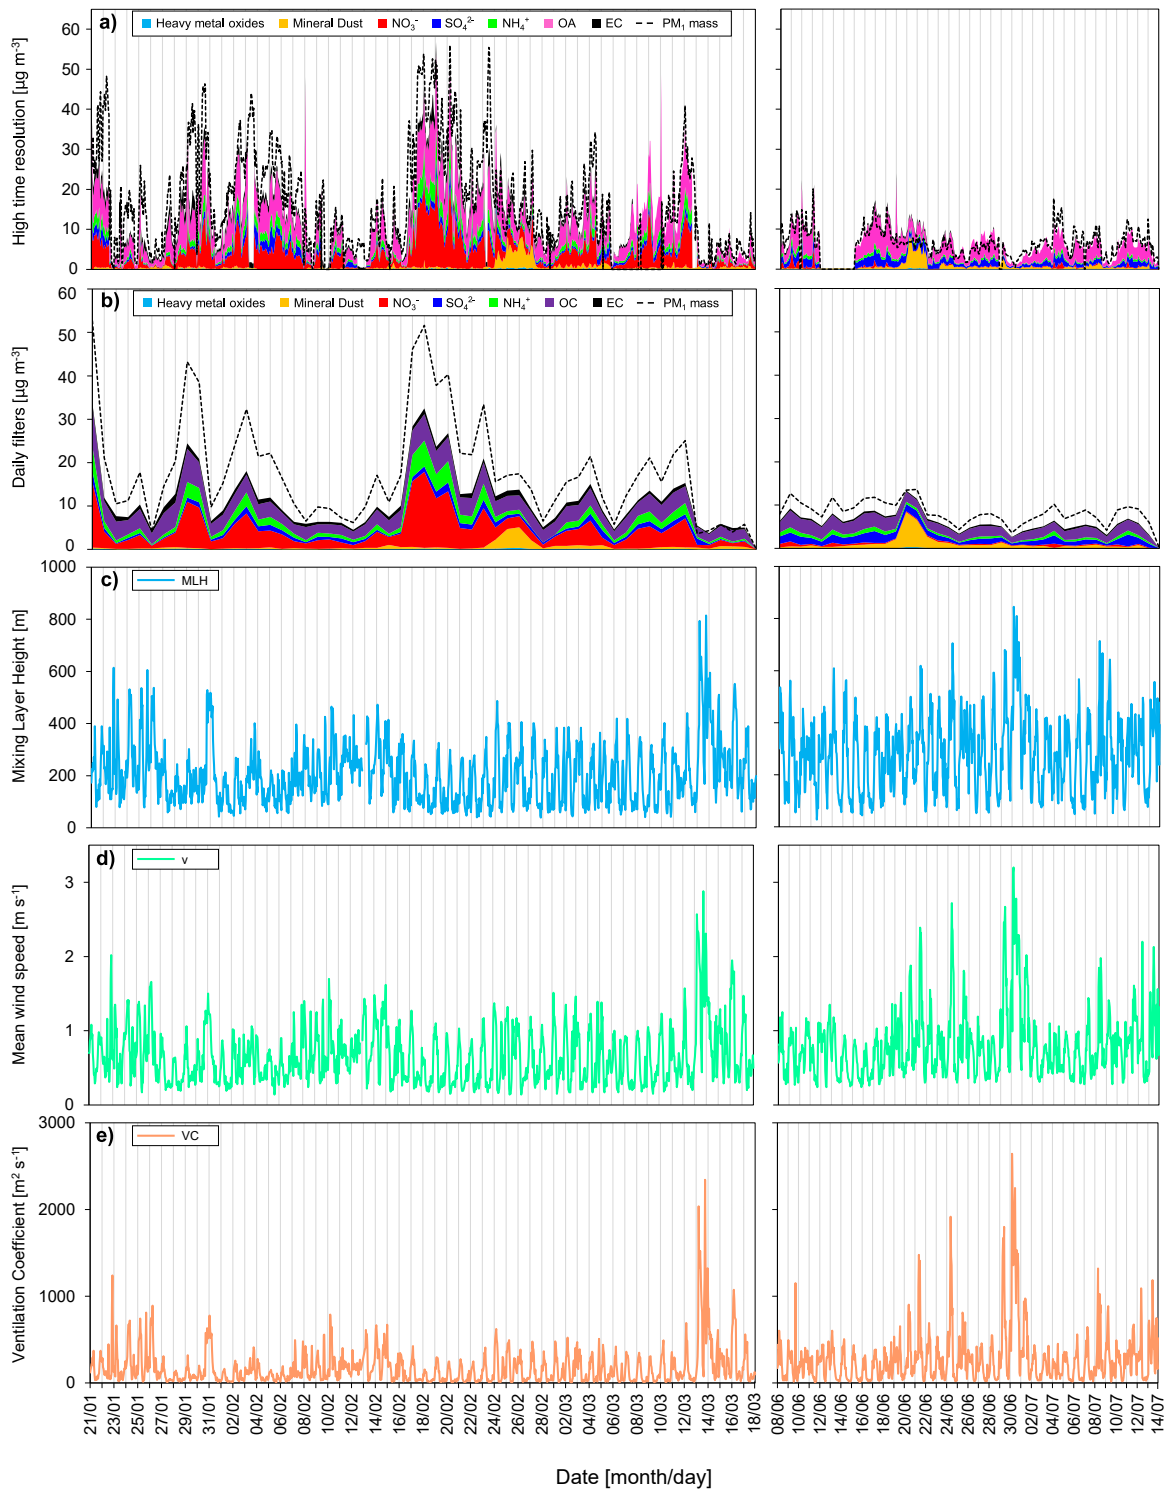 a)
Heavy metal oxides Mineral Dust NO₃⁻ SO₄²⁻ NH₄⁺ OA EC PM₁ mass
High time resolution [µg m⁻³]
60
50
40
30
20
10
0
b)
Heavy metal oxides Mineral Dust NO₃⁻ SO₄²⁻ NH₄⁺ OC EC PM₁ mass
Daily filters [µg m⁻³]
60
50
40
30
20
10
0
c)
MLH
Mixing Layer Height [m]
1000
800
600
400
200
0
d)
v
Mean wind speed [m s⁻¹]
3
2
1
0
e)
VC
Ventilation Coefficient [m² s⁻¹]
3000
2000
1000
0
21/01 23/01 25/01 27/01 29/01 31/01 02/02 04/02 06/02 08/02 10/02 12/02 14/02 16/02 18/02 20/02 22/02 24/02 26/02 28/02 02/03 04/03 06/03 08/03 10/03 12/03 14/03 16/03 18/03
08/06 10/06 12/06 14/06 16/06 18/06 20/06 22/06 24/06 26/06 28/06 30/06 02/07 04/07 06/07 08/07 10/07 12/07 14/07
Date [month/day]